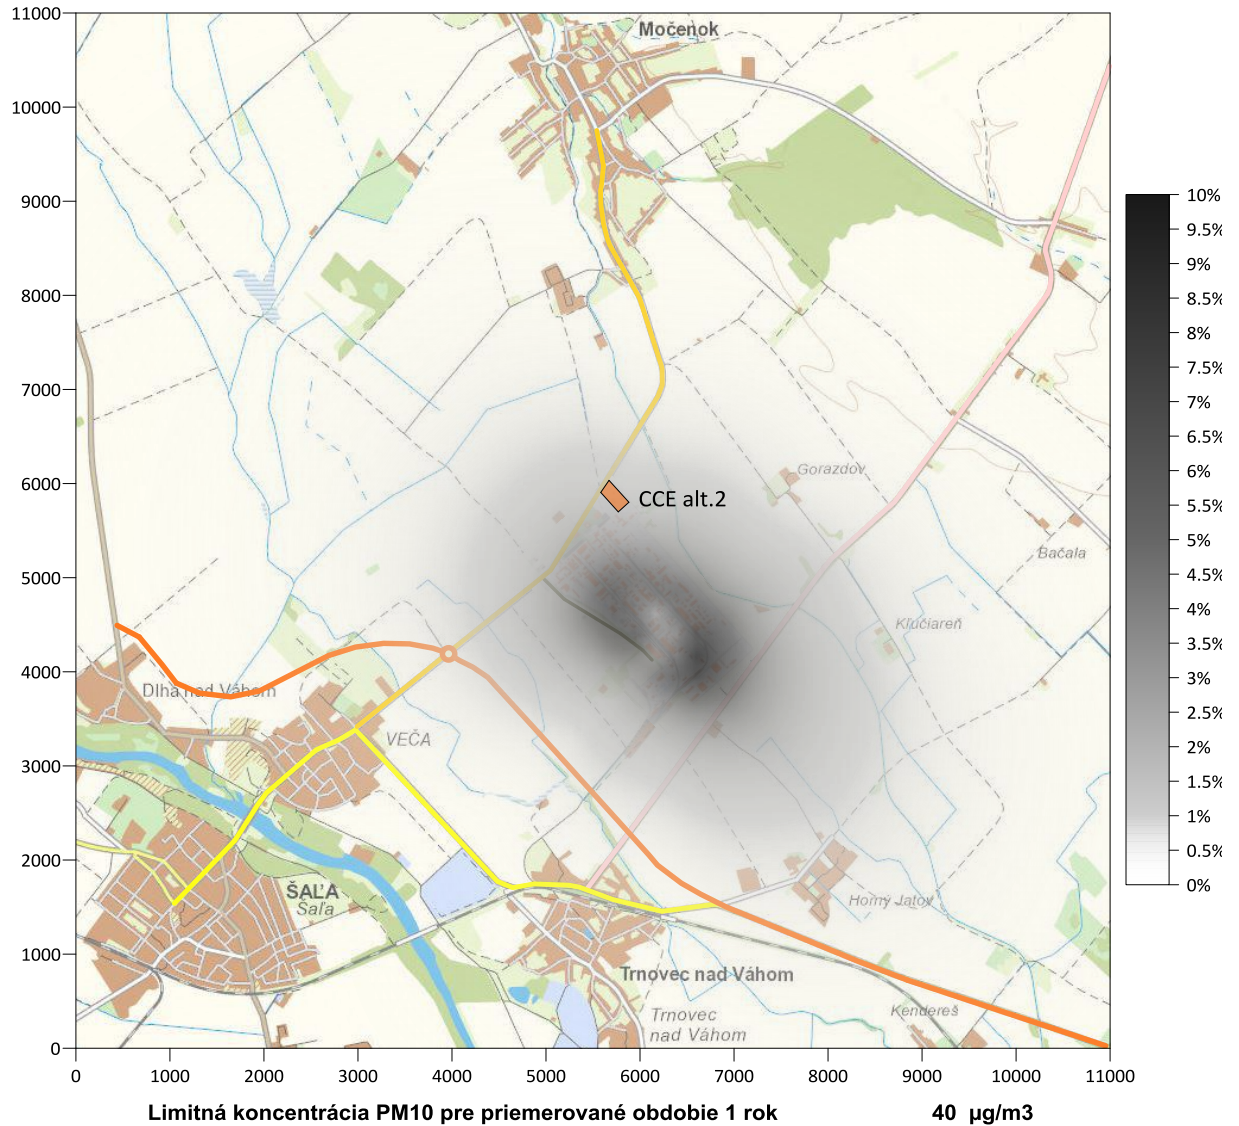 11000
10000
9000
8000
7000
6000
5000
4000
3000
2000
1000
0
Močenok
Gorazdov
CCE alt.2
Bačala
Kľúčiareň
Dlhá nad Váhom
VEČA
ŠAĽA
Šaľa
Horný Jatov
Trnovec nad Váhom
Trnovec
nad Váhom
Kendereš
10%
9.5%
9%
8.5%
8%
7.5%
7%
6.5%
6%
5.5%
5%
4.5%
4%
3.5%
3%
2.5%
2%
1.5%
1%
0.5%
0%
0 1000 2000 3000 4000 5000 6000 7000 8000 9000 10000 11000
Limitná koncentrácia PM10 pre priemerované obdobie 1 rok 40 µg/m3